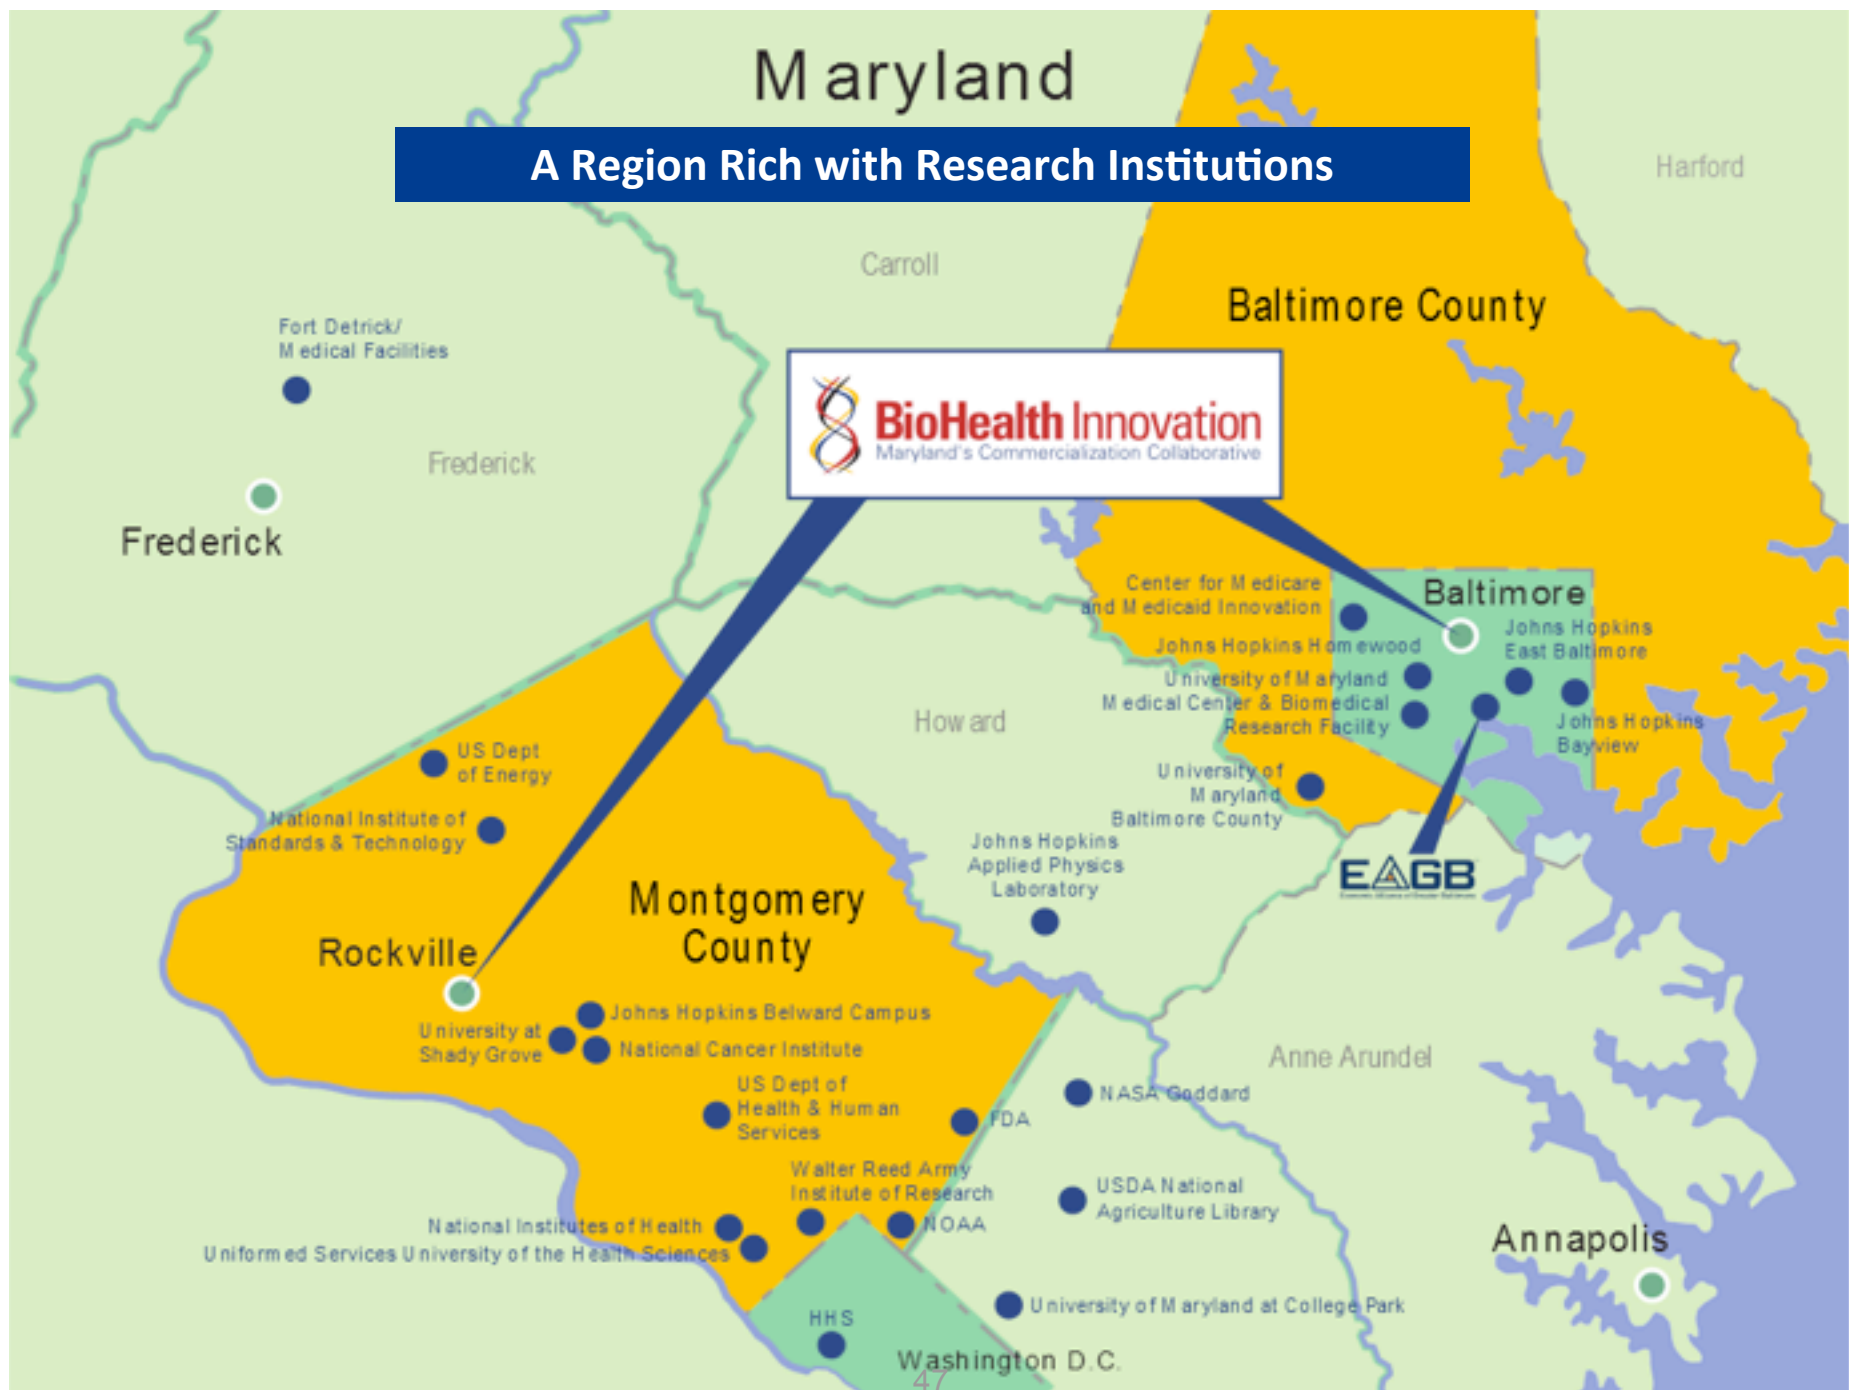 Maryland
A Region Rich with Research Institutions
Harford
Carroll
Baltimore County
Fort Detrick/
Medical Facilities
BioHealth Innovation
Maryland's Commercialization Collaborative
Frederick
Frederick
Center for Medicare
and Medicaid Innovation
Baltimore
Johns Hopkins
East Baltimore
Johns Hopkins Homewood
University of Maryland
Medical Center & Biomedical
Research Facility
Johns Hopkins
Bayview
Howard
US Dept
of Energy
University of
Maryland
Baltimore County
National Institute of
Standards & Technology
Johns Hopkins
Applied Physics
Laboratory
EAGB
Montgomery
County
Rockville
Johns Hopkins Belward Campus
University at
Shady Grove
National Cancer Institute
Anne Arundel
US Dept of
Health & Human
Services
NASA Goddard
FDA
Walter Reed Army
Institute of Research
USDA National
Agriculture Library
National Institutes of Health
NOAA
Uniformed Services University of the Health Sciences
Annapolis
University of Maryland at College Park
HHS
Washington D.C.
47